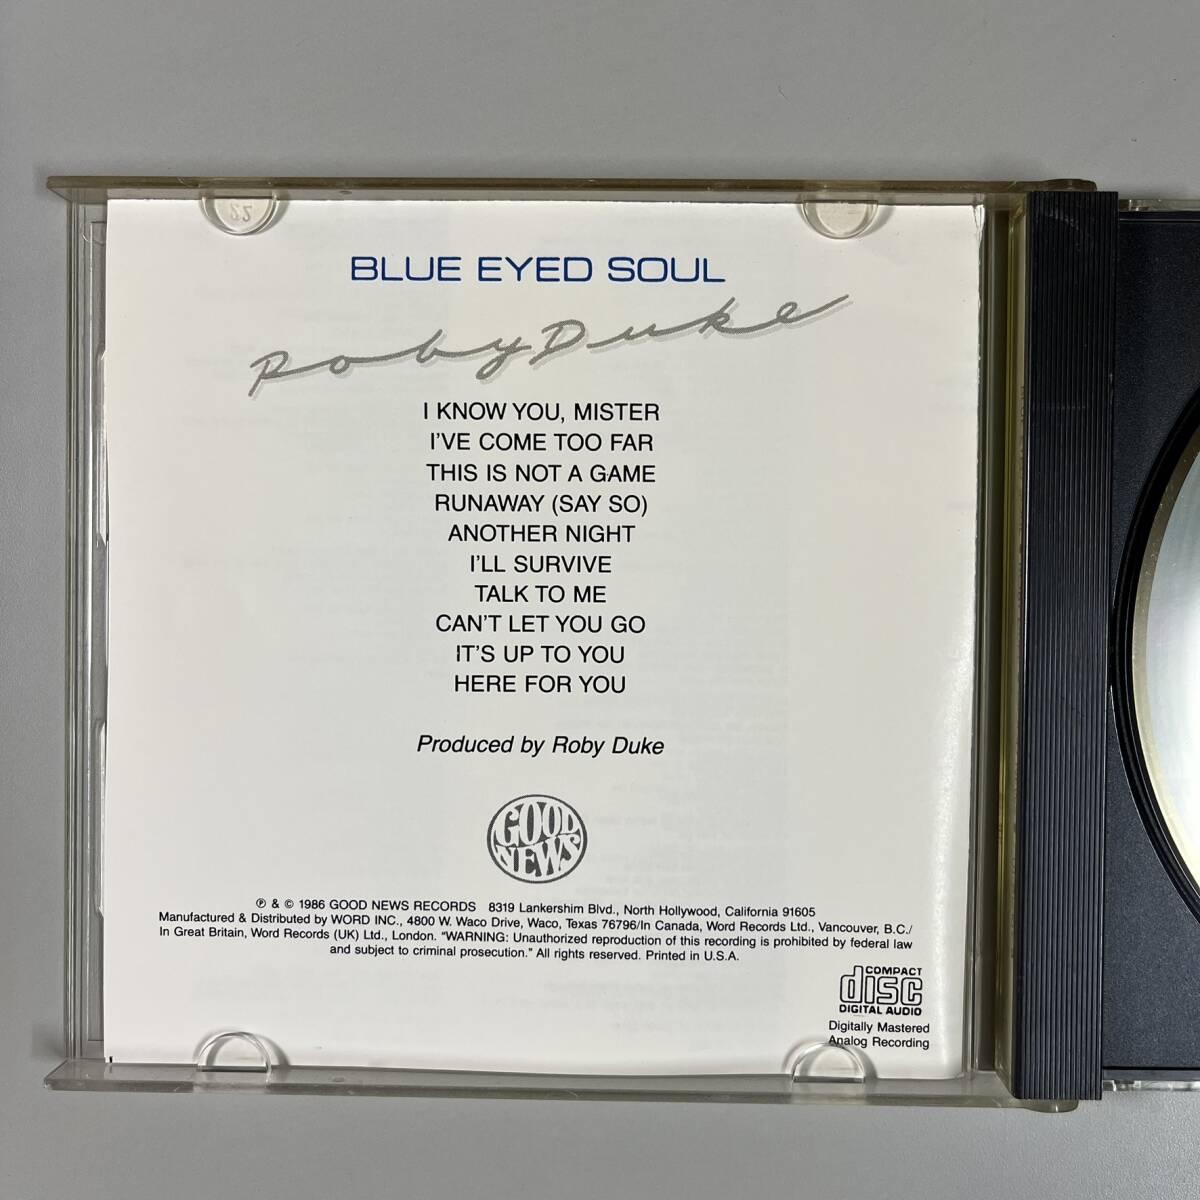 22
BLUE EYED SOUL
Roby Duke
I KNOW YOU, MISTER
I'VE COME TOO FAR
THIS IS NOT A GAME
RUNAWAY (SAY SO)
ANOTHER NIGHT
I'LL SURVIVE
TALK TO ME
CAN'T LET YOU GO
IT'S UP TO YOU
HERE FOR YOU
Produced by Roby Duke
GOOD
NEWS
℗ & © 1986 GOOD NEWS RECORDS 8319 Lankershim Blvd., North Hollywood, California 91605
Manufactured & Distributed by WORD INC., 4800 W. Waco Drive, Waco, Texas 76796/In Canada, Word Records Ltd., Vancouver, B.C./
In Great Britain, Word Records (UK) Ltd., London. "WARNING: Unauthorized reproduction of this recording is prohibited by federal law
and subject to criminal prosecution." All rights reserved. Printed in U.S.A.
COMPACT
disc
DIGITAL AUDIO
Digitally Mastered
Analog Recording